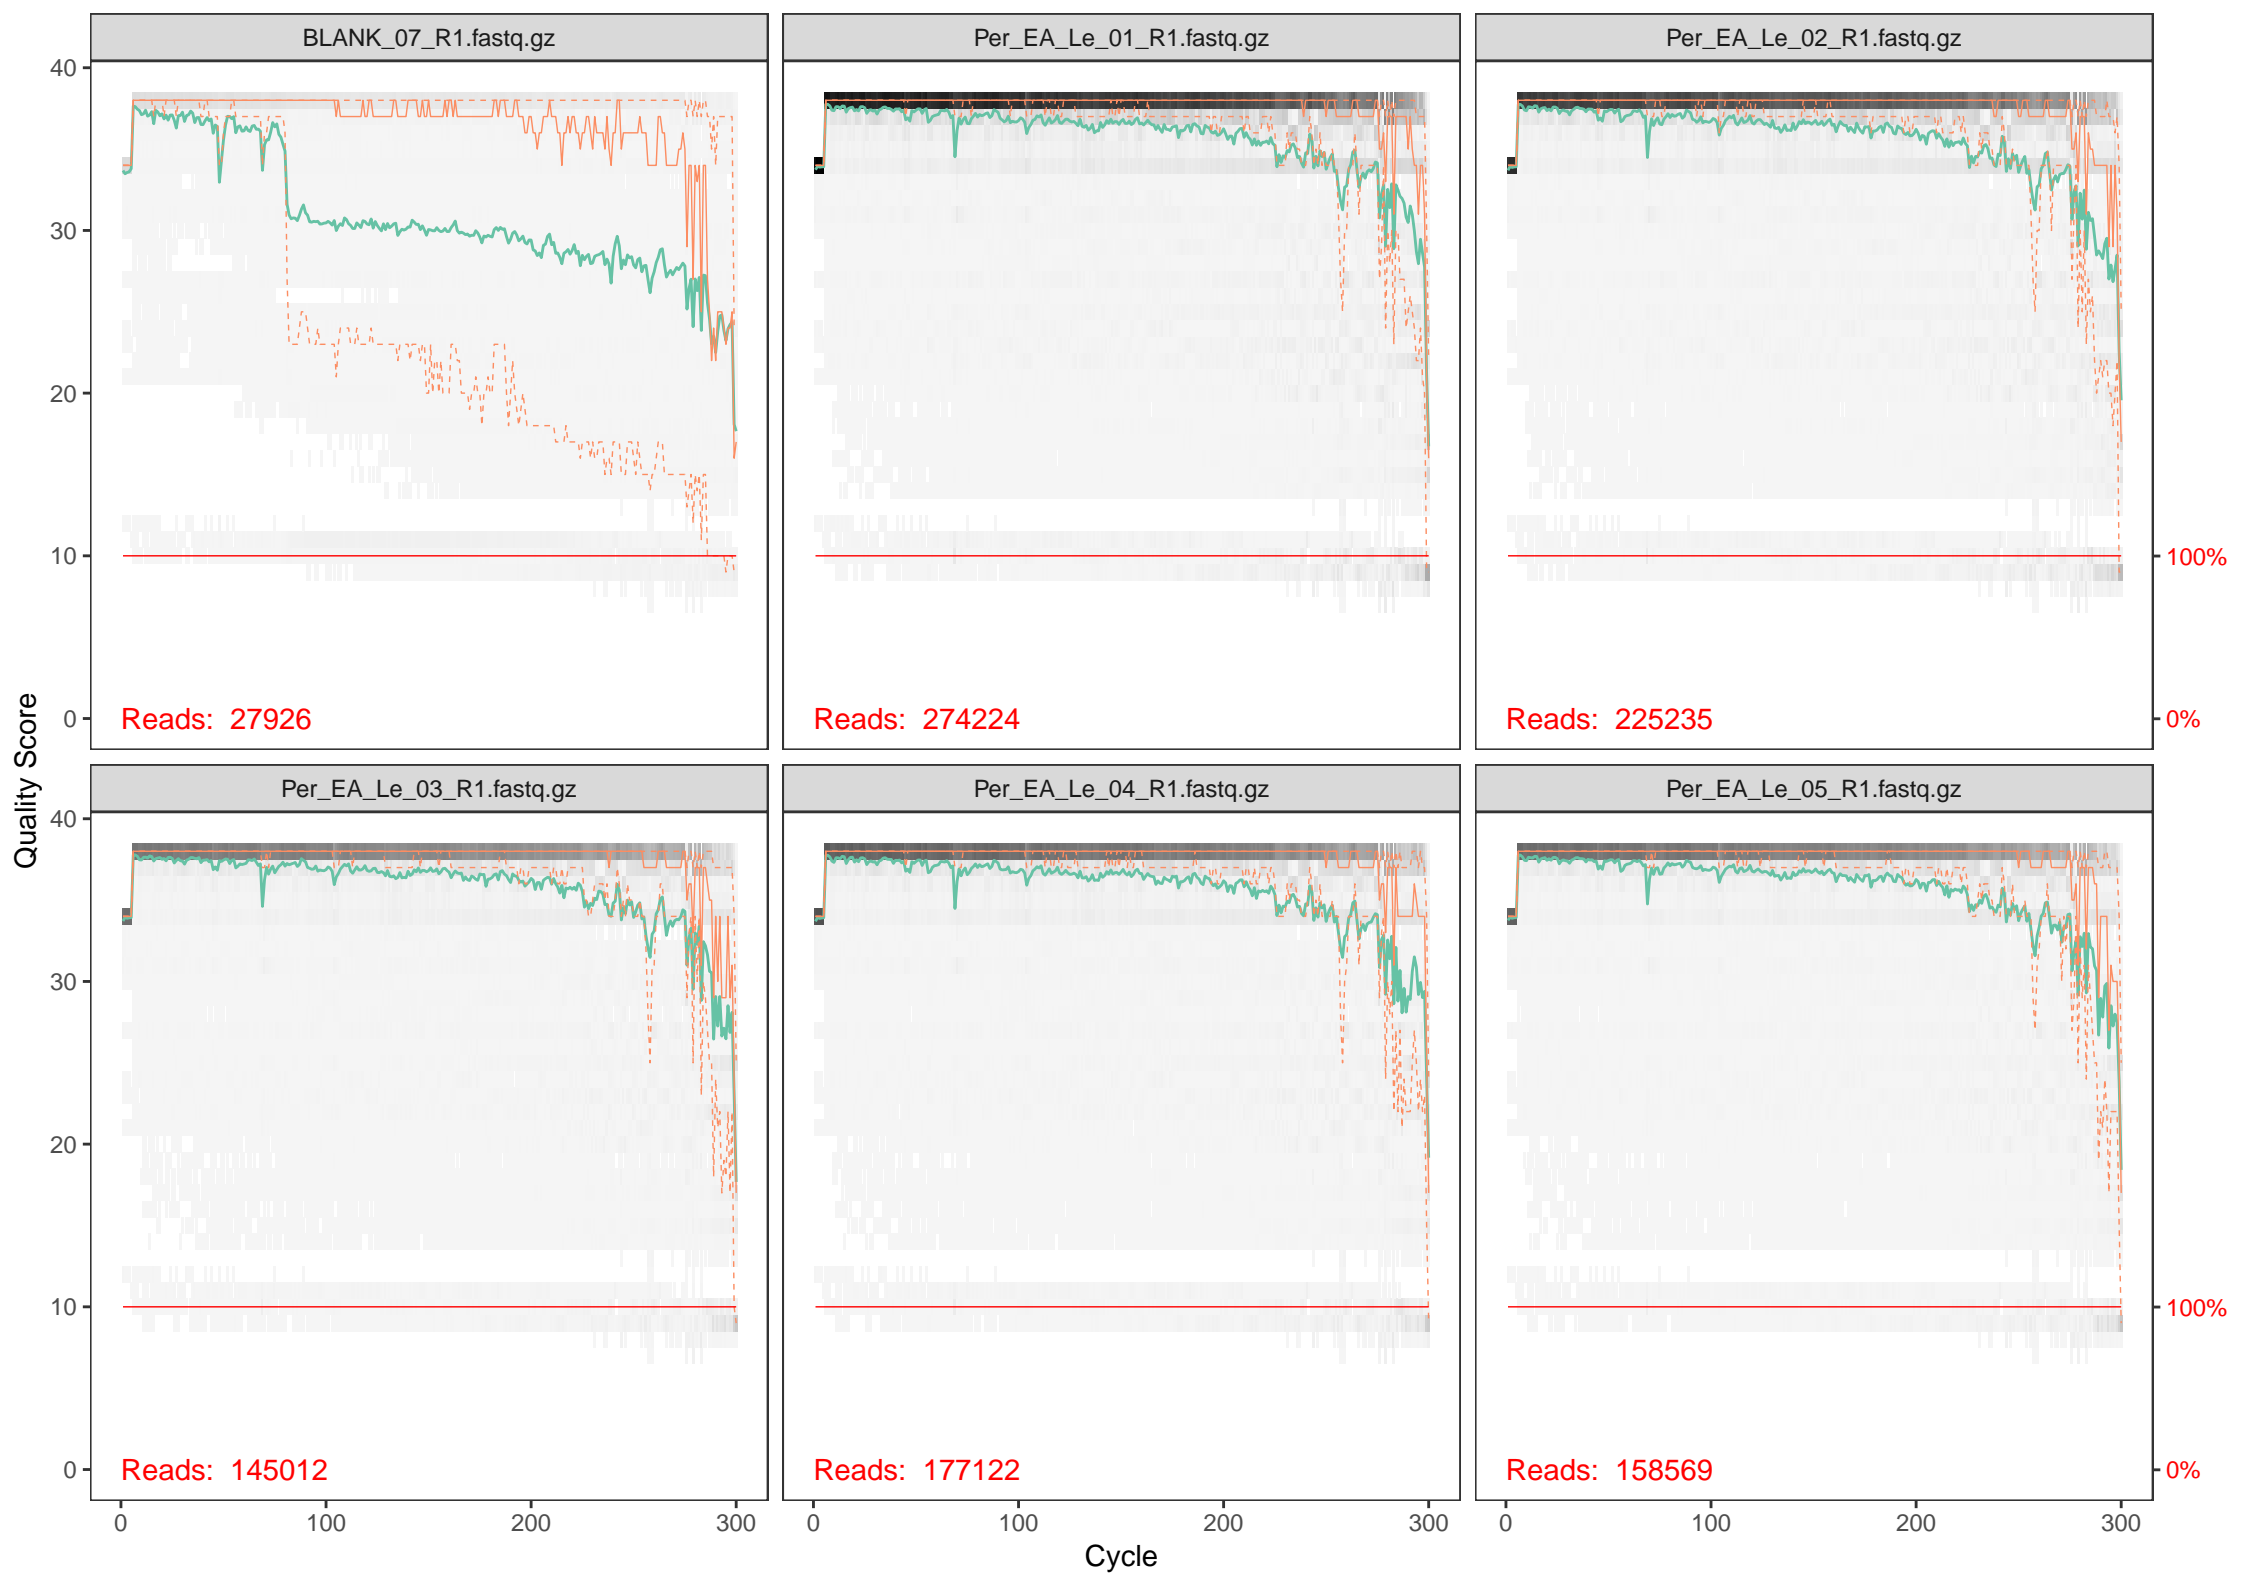 BLANK_07_R1.fastq.gz
Per_EA_Le_01_R1.fastq.gz
Per_EA_Le_02_R1.fastq.gz
40
30
20
10
0
100%
0%
Reads: 27926
Reads: 274224
Reads: 225235
Quality Score
Per_EA_Le_03_R1.fastq.gz
Per_EA_Le_04_R1.fastq.gz
Per_EA_Le_05_R1.fastq.gz
40
30
20
10
0
100%
0%
Reads: 145012
Reads: 177122
Reads: 158569
0 100 200 300
0 100 200 300
0 100 200 300
Cycle